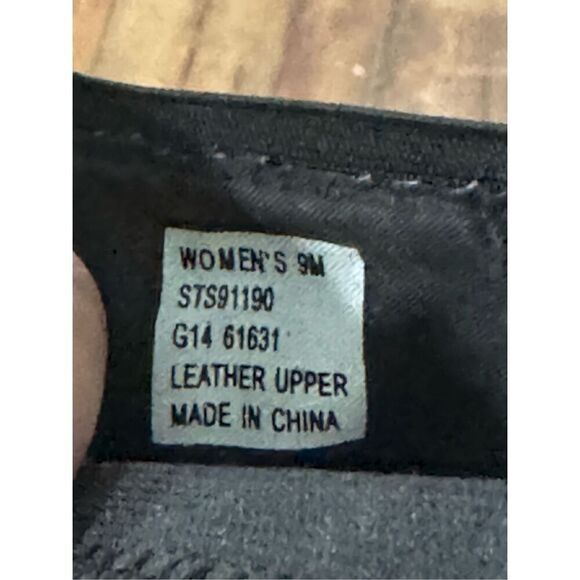 WOMEN'S 9M
STS91190
G14 61631
LEATHER UPPER
MADE IN CHINA